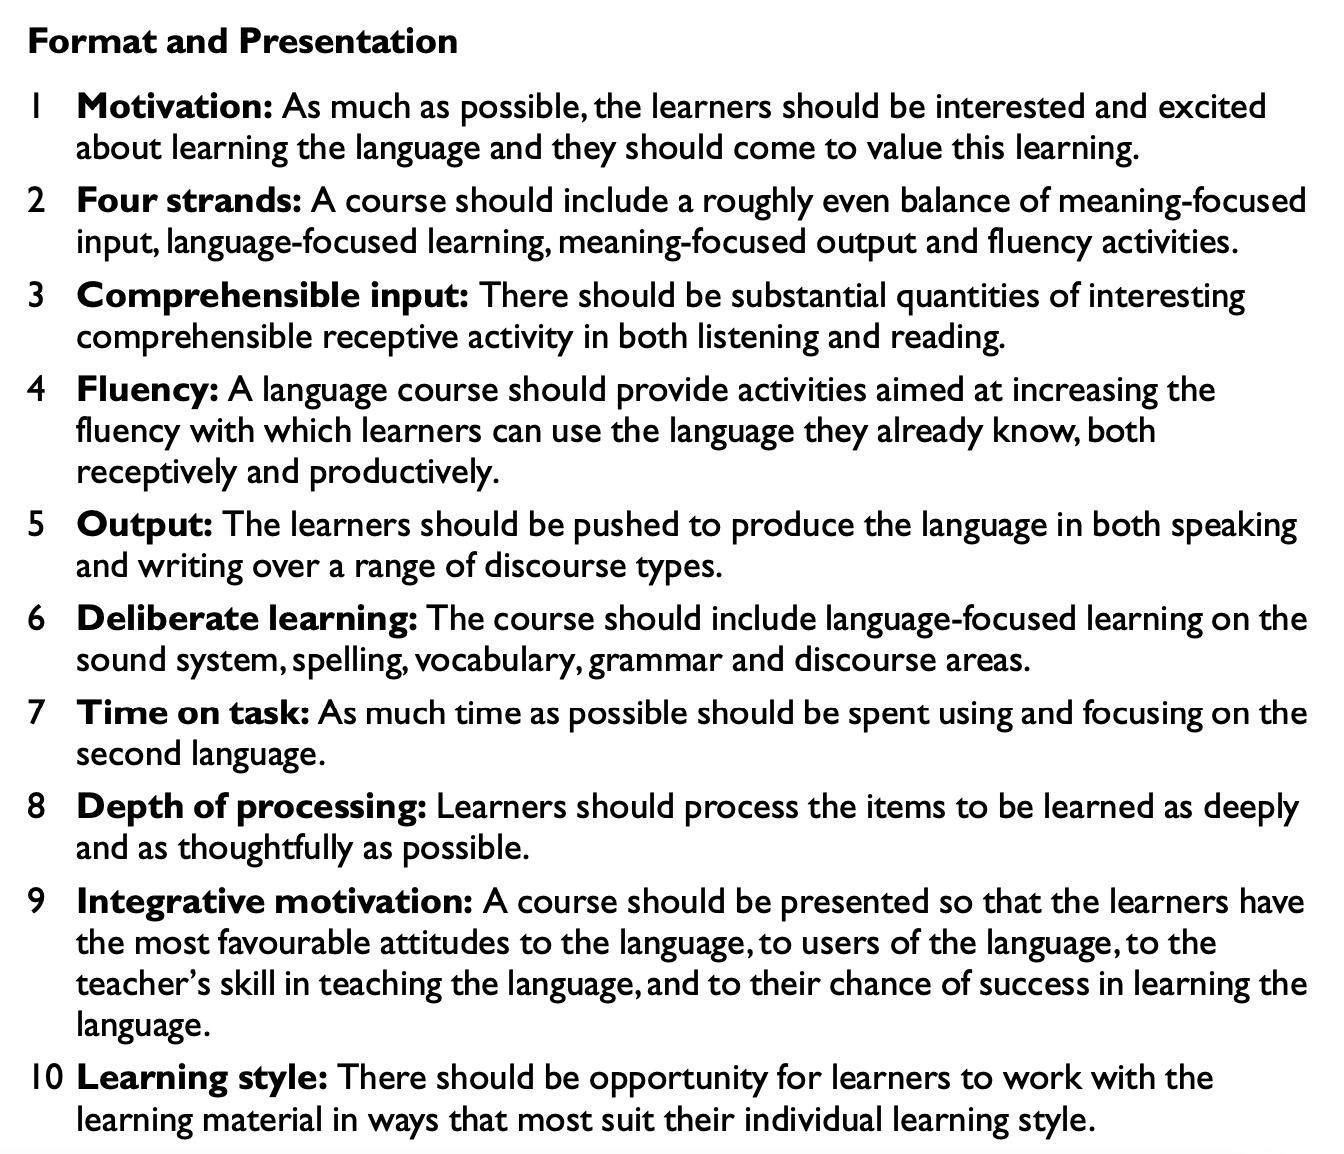 Format and Presentation
1 Motivation: As much as possible, the learners should be interested and excited
about learning the language and they should come to value this learning.
2 Four strands: A course should include a roughly even balance of meaning-focused
input, language-focused learning, meaning-focused output and fluency activities.
3 Comprehensible input: There should be substantial quantities of interesting
comprehensible receptive activity in both listening and reading.
4 Fluency: A language course should provide activities aimed at increasing the
fluency with which learners can use the language they already know, both
receptively and productively.
5 Output: The learners should be pushed to produce the language in both speaking
and writing over a range of discourse types.
6 Deliberate learning: The course should include language-focused learning on the
sound system, spelling, vocabulary, grammar and discourse areas.
7 Time on task: As much time as possible should be spent using and focusing on the
second language.
8 Depth of processing: Learners should process the items to be learned as deeply
and as thoughtfully as possible.
9 Integrative motivation: A course should be presented so that the learners have
the most favourable attitudes to the language, to users of the language, to the
teacher's skill in teaching the language, and to their chance of success in learning the
language.
10 Learning style: There should be opportunity for learners to work with the
learning material in ways that most suit their individual learning style.